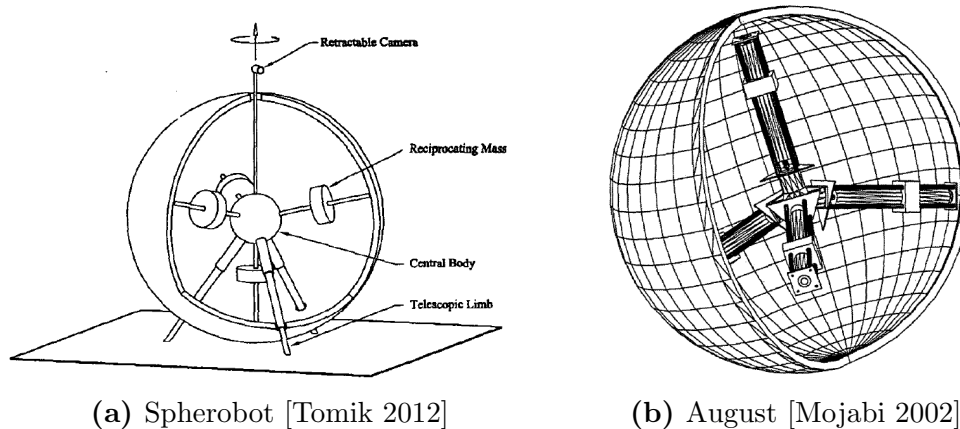 Retractable Camera
Reciprocating Mass
Central Body
Telescopic Limb
(a) Spherobot [Tomik 2012]
(b) August [Mojabi 2002]